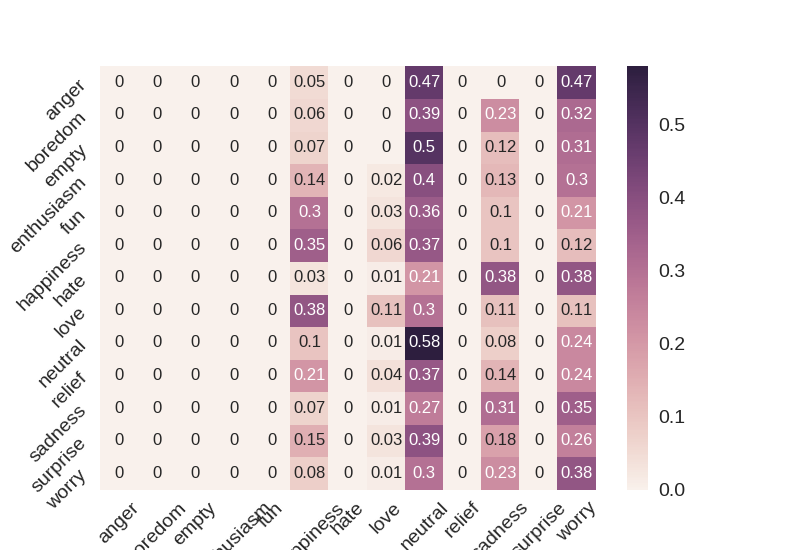 anger 0 0 0 0 0 0.05 0 0 0.47 0 0 0 0.47
boredom 0 0 0 0 0 0.06 0 0 0.39 0 0.23 0 0.32
empty 0 0 0 0 0 0.07 0 0 0.5 0 0.12 0 0.31
enthusiasm 0 0 0 0 0 0.14 0 0.02 0.4 0 0.13 0 0.3
fun 0 0 0 0 0 0.3 0 0.03 0.36 0 0.1 0 0.21
happiness 0 0 0 0 0 0.35 0 0.06 0.37 0 0.1 0 0.12
hate 0 0 0 0 0 0.03 0 0.01 0.21 0 0.38 0 0.38
love 0 0 0 0 0 0.38 0 0.11 0.3 0 0.11 0 0.11
neutral 0 0 0 0 0 0.1 0 0.01 0.58 0 0.08 0 0.24
relief 0 0 0 0 0 0.21 0 0.04 0.37 0 0.14 0 0.24
sadness 0 0 0 0 0 0.07 0 0.01 0.27 0 0.31 0 0.35
surprise 0 0 0 0 0 0.15 0 0.03 0.39 0 0.18 0 0.26
worry 0 0 0 0 0 0.08 0 0.01 0.3 0 0.23 0 0.38
anger oredom empty husiasm fun ppiness hate love neutral relief sadness surprise worry
0.5
0.4
0.3
0.2
0.1
0.0